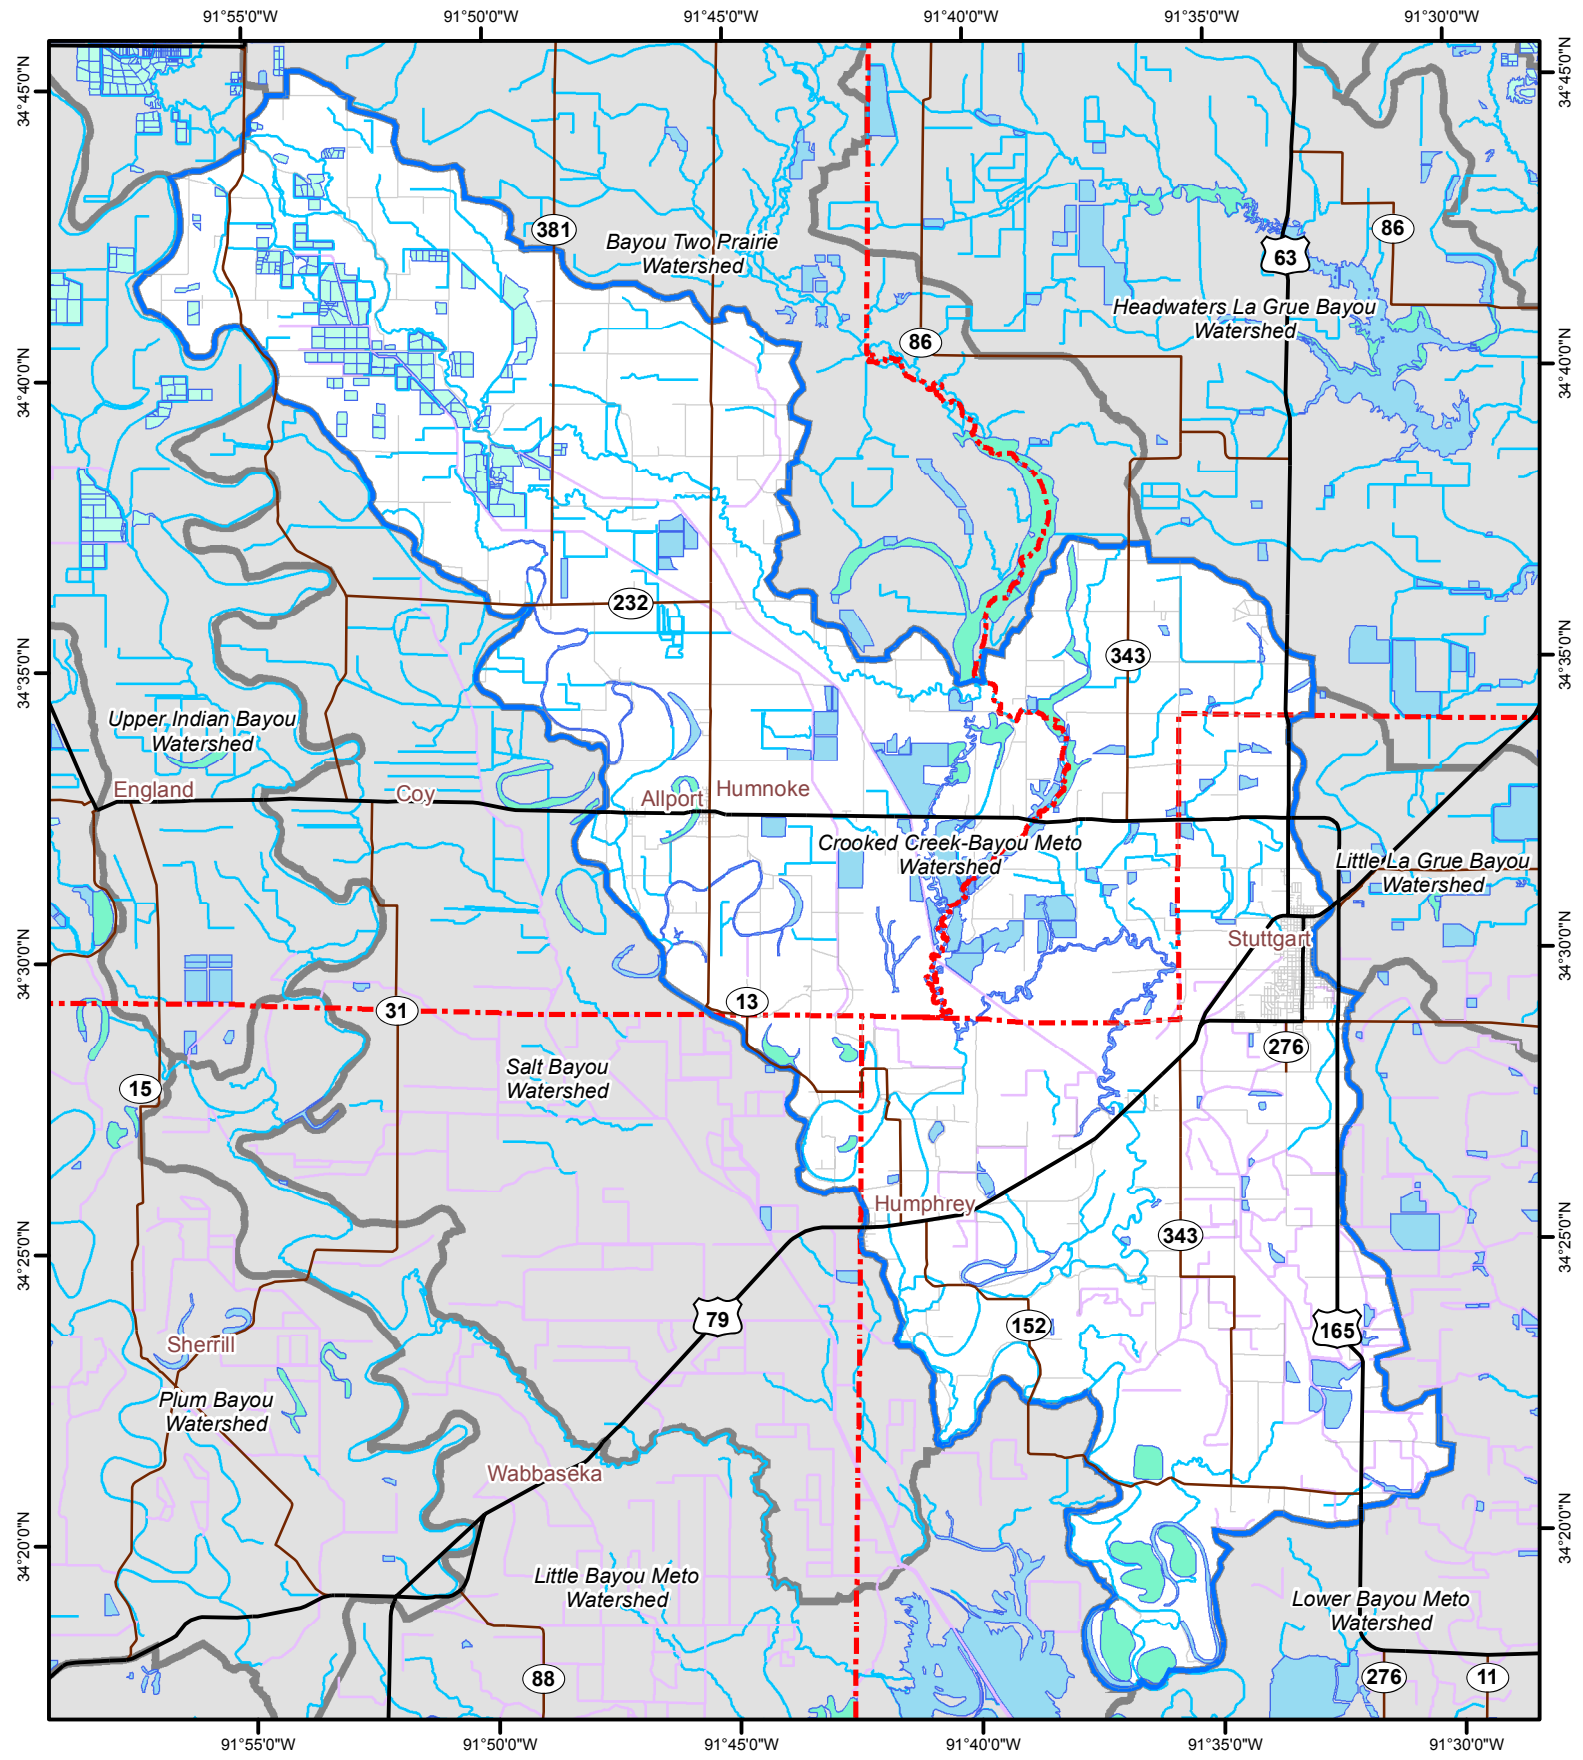 91°55'0"W
91°50'0"W
91°45'0"W
91°40'0"W
91°35'0"W
91°30'0"W
34°45'0"N
34°45'0"N
381
86
Bayou Two Prairie
Watershed
63
Headwaters La Grue Bayou
Watershed
86
34°40'0"N
34°40'0"N
232
343
34°35'0"N
34°35'0"N
Upper Indian Bayou
Watershed
England
Coy
Allport
Humnoke
Crooked Creek-Bayou Meto
Watershed
Little La Grue Bayou
Watershed
Stuttgart
34°30'0"N
34°30'0"N
13
31
276
Salt Bayou
Watershed
15
Humphrey
343
34°25'0"N
34°25'0"N
79
152
165
Sherrill
Plum Bayou
Watershed
Wabbaseka
34°20'0"N
34°20'0"N
Little Bayou Meto
Watershed
Lower Bayou Meto
Watershed
88
276
11
91°55'0"W
91°50'0"W
91°45'0"W
91°40'0"W
91°35'0"W
91°30'0"W